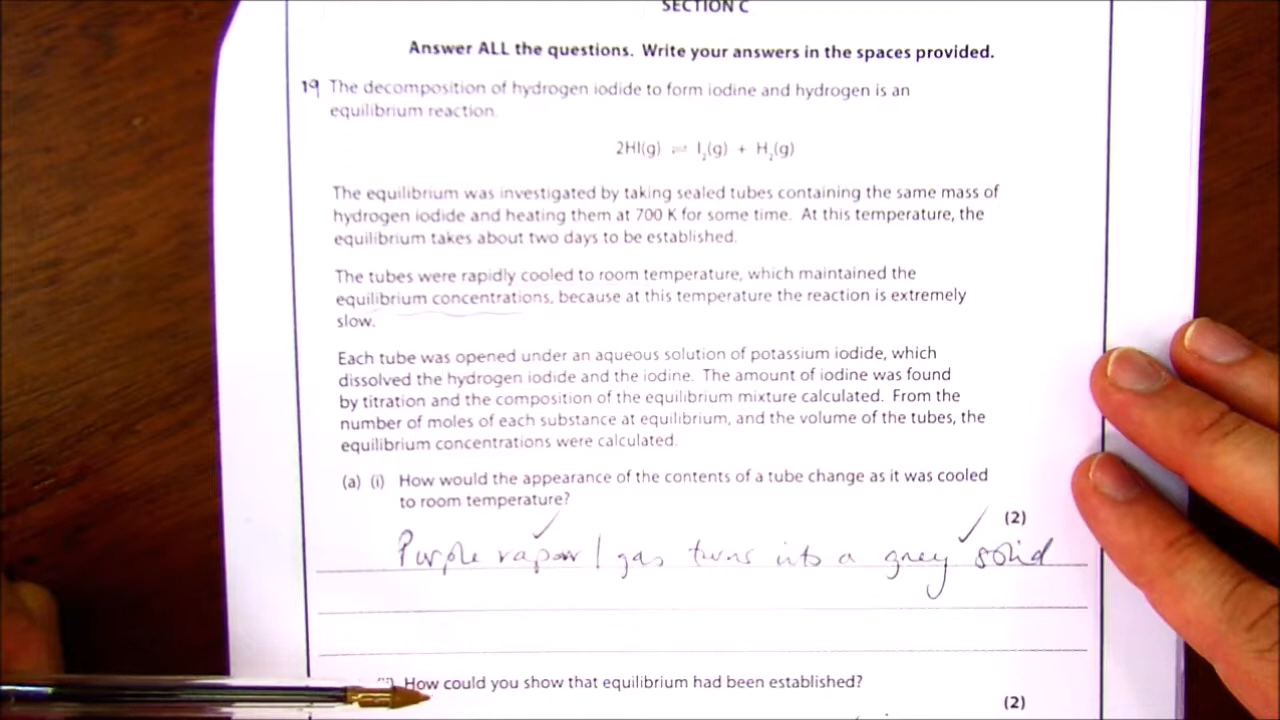 SECTION C
Answer ALL the questions. Write your answers in the spaces provided.
19 The decomposition of hydrogen iodide to form iodine and hydrogen is an
equilibrium reaction.
2HI(g) ⇌ I₂(g) + H₂(g)
The equilibrium was investigated by taking sealed tubes containing the same mass of
hydrogen iodide and heating them at 700 K for some time. At this temperature, the
equilibrium takes about two days to be established.
The tubes were rapidly cooled to room temperature, which maintained the
equilibrium concentrations, because at this temperature the reaction is extremely
slow.
Each tube was opened under an aqueous solution of potassium iodide, which
dissolved the hydrogen iodide and the iodine. The amount of iodine was found
by titration and the composition of the equilibrium mixture calculated. From the
number of moles of each substance at equilibrium, and the volume of the tubes, the
equilibrium concentrations were calculated.
(a) (i) How would the appearance of the contents of a tube change as it was cooled
to room temperature?
(2)
Purple vapour / gas turns into a grey solid
How could you show that equilibrium had been established?
(2)